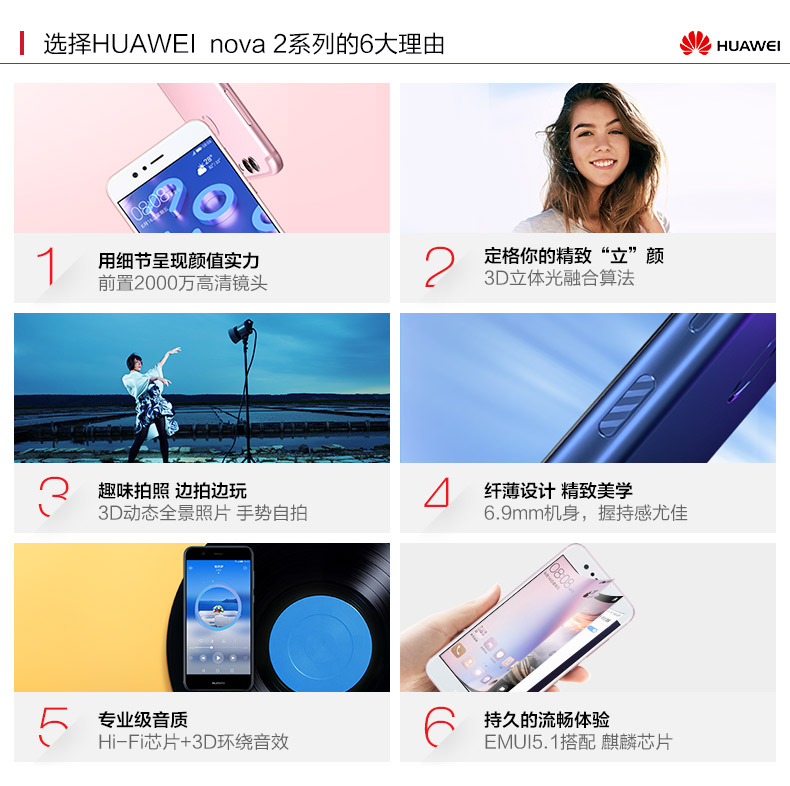 选择HUAWEI nova 2系列的6大理由
HUAWEI
08:08
28°
1
用细节呈现颜值实力
前置2000万高清镜头
2
定格你的精致“立”颜
3D立体光融合算法
3
趣味拍照 边拍边玩
3D动态全景照片 手势自拍
4
纤薄设计 精致美学
6.9mm机身，握持感尤佳
HUAWEI
5
专业级音质
Hi-Fi芯片+3D环绕音效
08:08
6
持久的流畅体验
EMUI5.1搭配 麒麟芯片